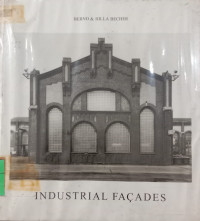 BERND & HILLA BECHER
INDUSTRIAL FAÇADES